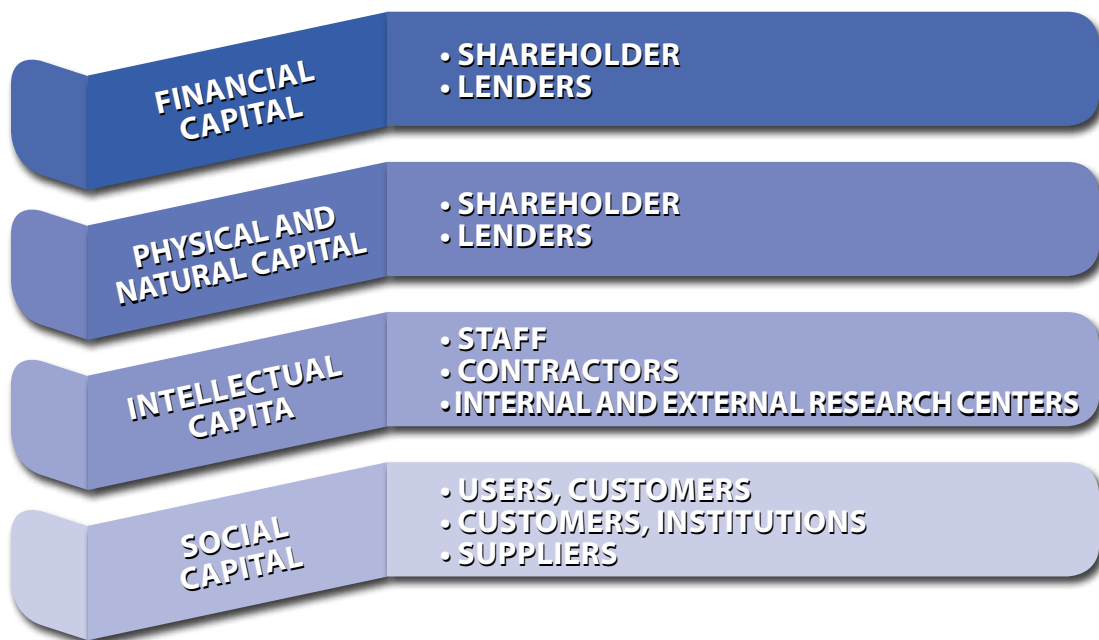 FINANCIAL
CAPITAL
• SHAREHOLDER
• LENDERS
PHYSICAL AND
NATURAL CAPITAL
• SHAREHOLDER
• LENDERS
INTELLECTUAL
CAPITA
• STAFF
• CONTRACTORS
• INTERNAL AND EXTERNAL RESEARCH CENTERS
SOCIAL
CAPITAL
• USERS, CUSTOMERS
• CUSTOMERS, INSTITUTIONS
• SUPPLIERS